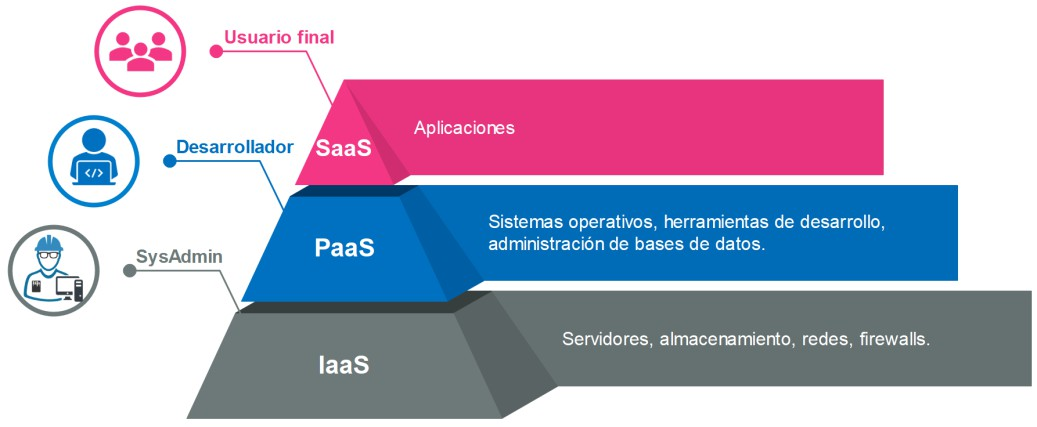 Usuario final
SaaS
Aplicaciones
Desarrollador
PaaS
Sistemas operativos, herramientas de desarrollo,
administración de bases de datos.
SysAdmin
IaaS
Servidores, almacenamiento, redes, firewalls.